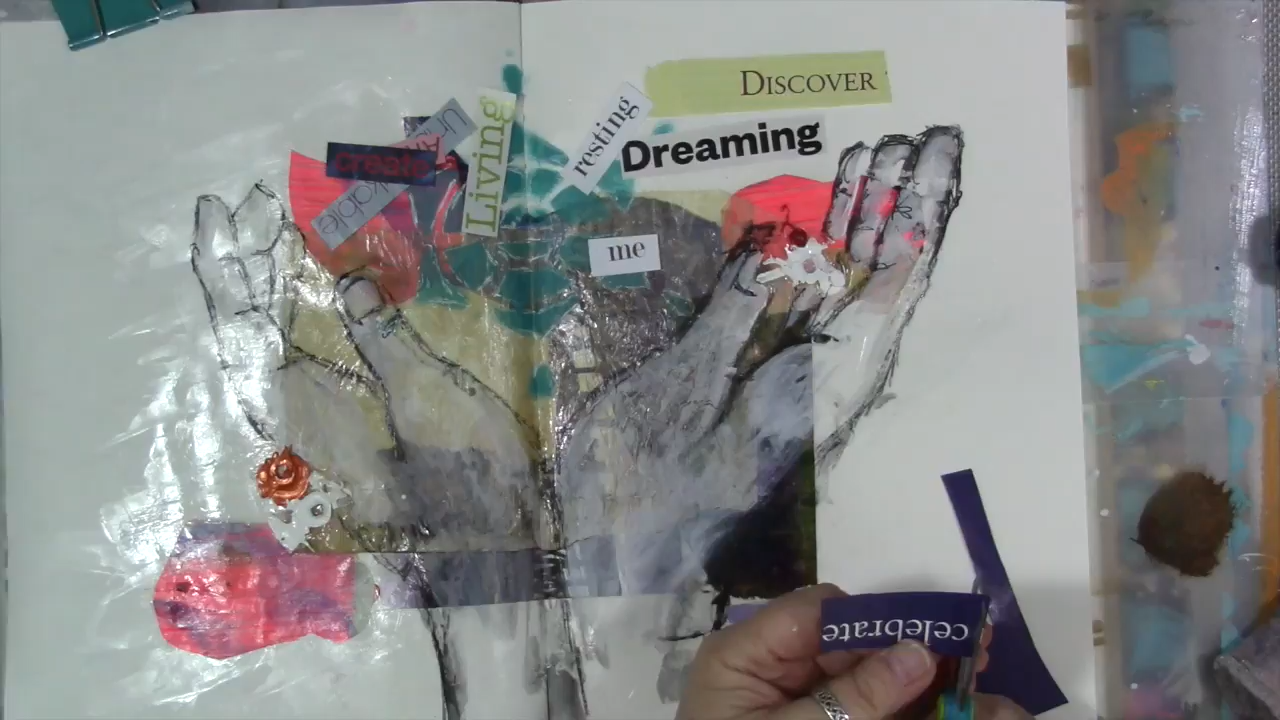 DISCOVER
Dreaming
resting
Living
create
me
celebrate